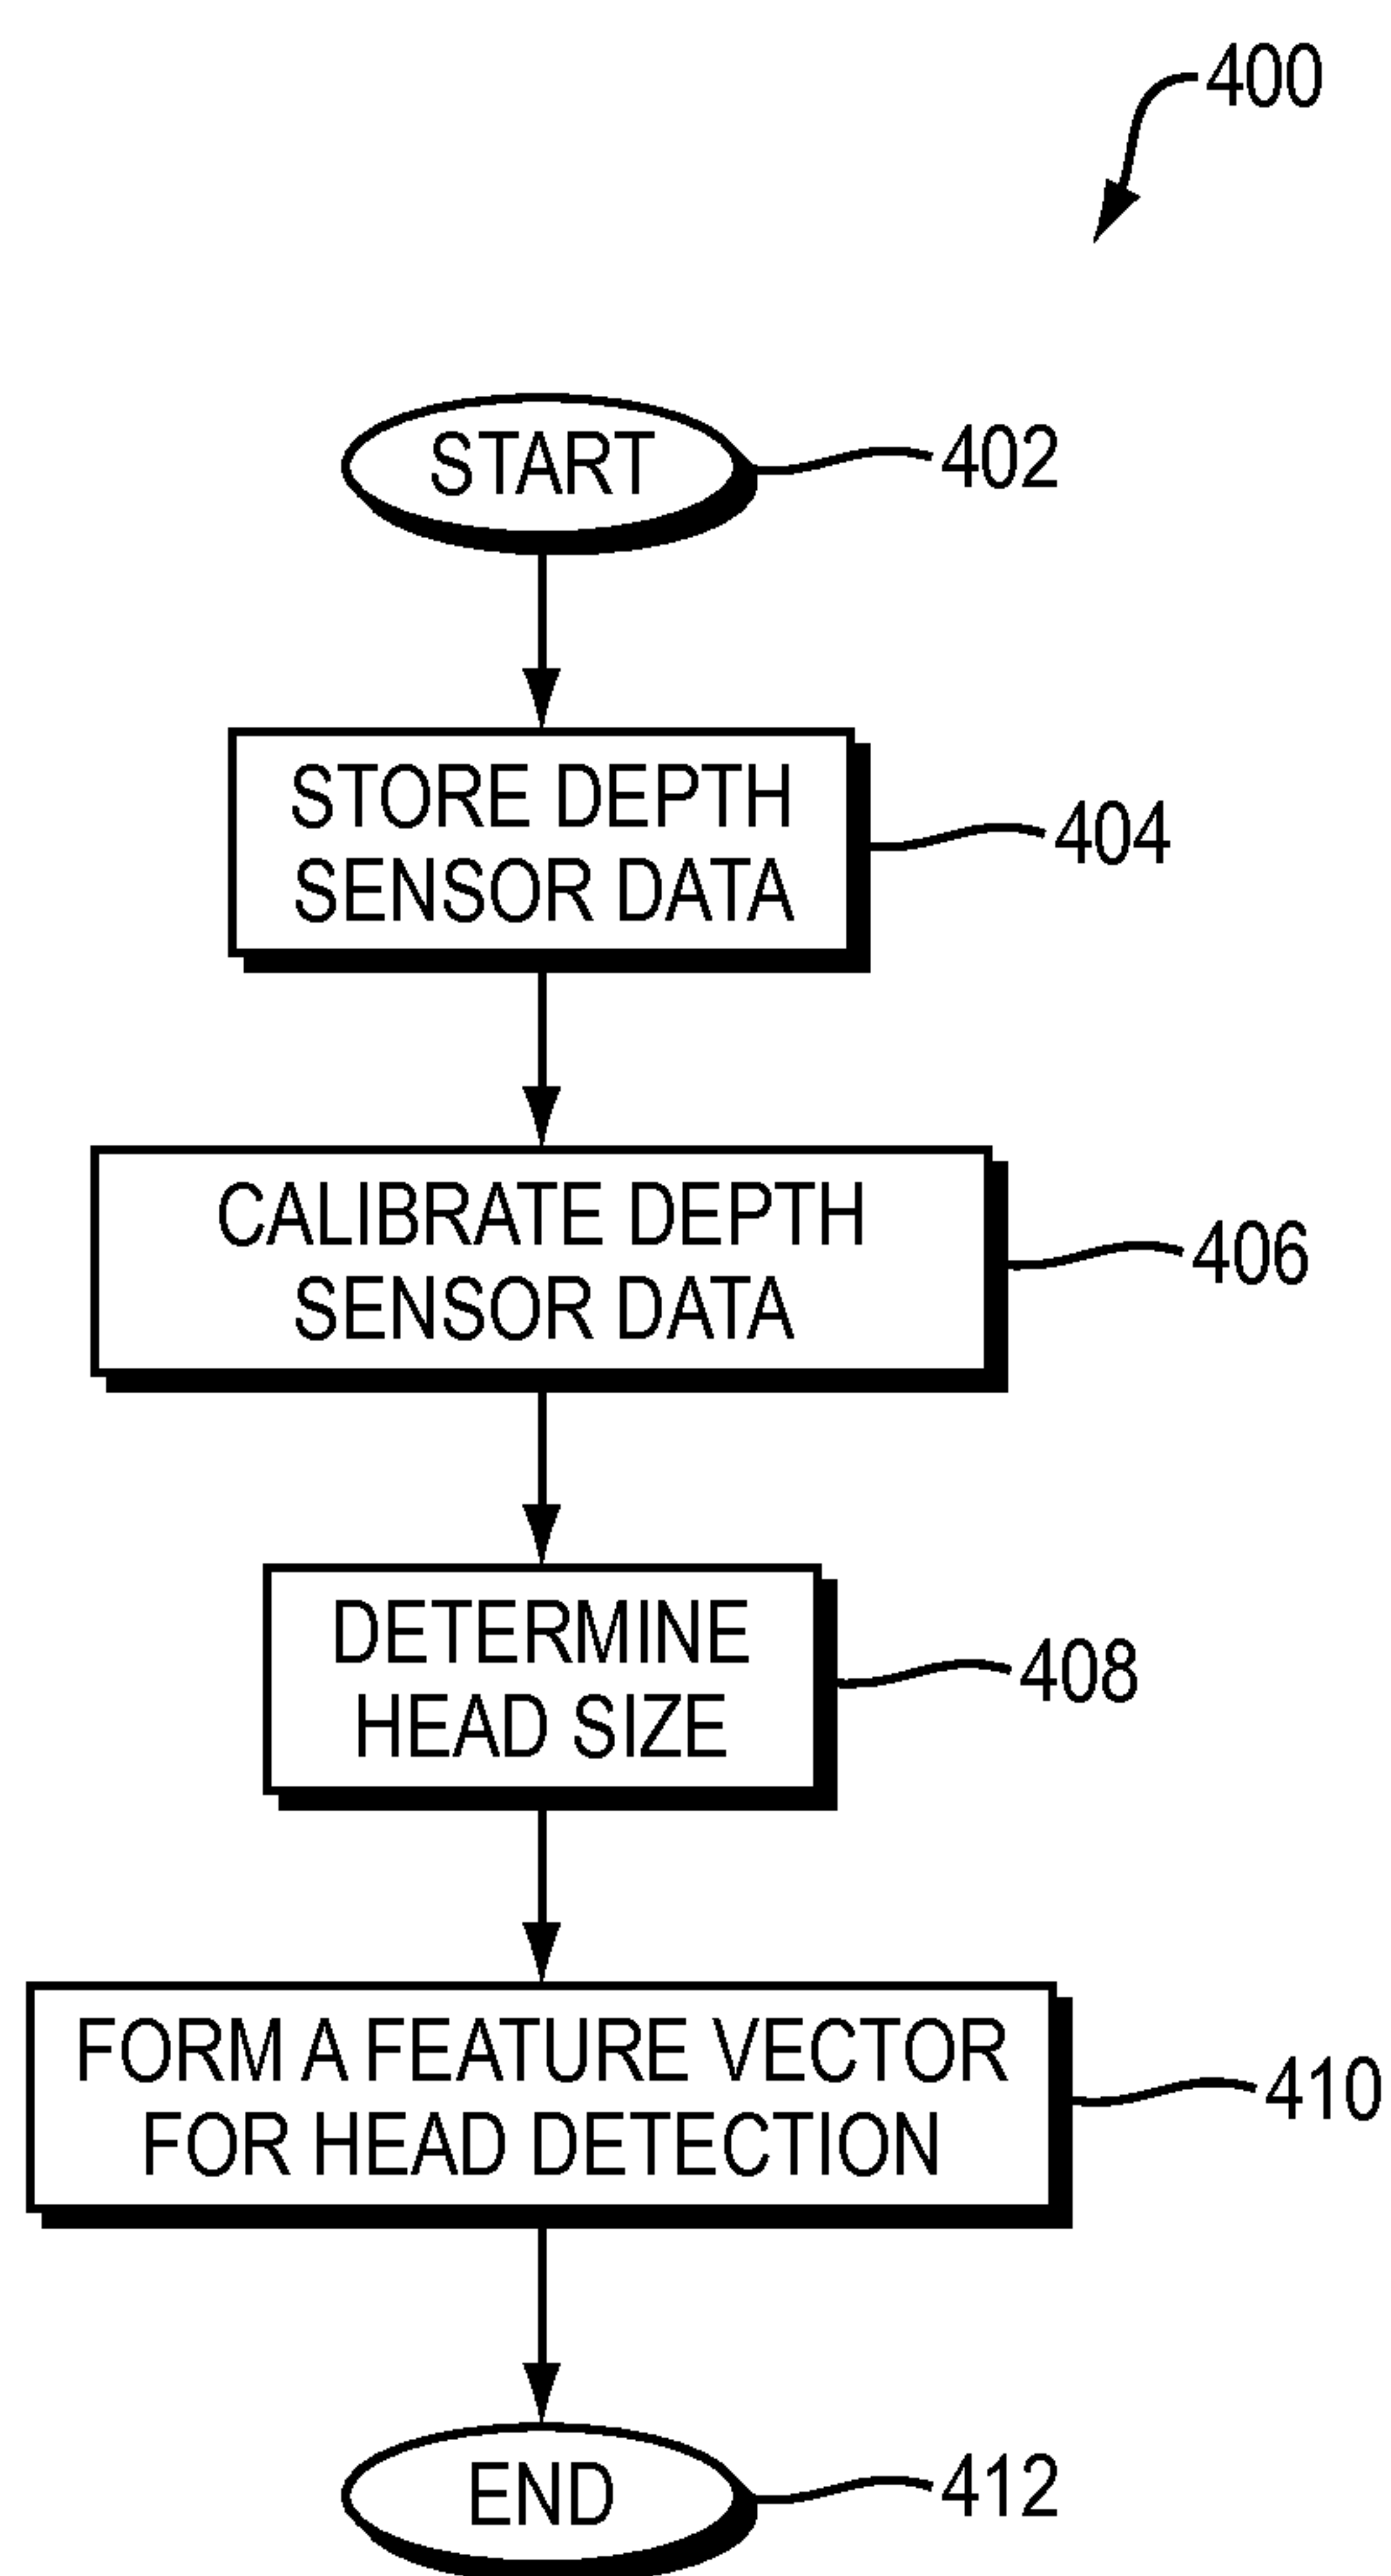 400
START
402
STORE DEPTH
SENSOR DATA
404
CALIBRATE DEPTH
SENSOR DATA
406
DETERMINE
HEAD SIZE
408
FORM A FEATURE VECTOR
FOR HEAD DETECTION
410
END
412